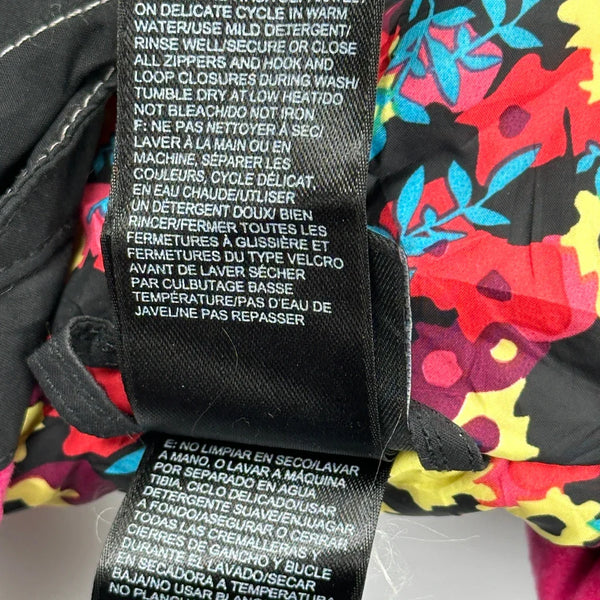 ON DELICATE CYCLE IN WARM
WATER/USE MILD DETERGENT/
RINSE WELL/SECURE OR CLOSE
ALL ZIPPERS AND HOOK AND
LOOP CLOSURES DURING WASH/
TUMBLE DRY AT LOW HEAT/DO
NOT BLEACH/DO NOT IRON
F: NE PAS NETTOYER À SEC/
LAVER À LA MAIN OU EN
MACHINE, SÉPARER LES
COULEURS, CYCLE DÉLICAT,
EN EAU CHAUDE/UTILISER
UN DÉTERGENT DOUX/ BIEN
RINCER/FERMER TOUTES LES
FERMETURES À GLISSIÈRE ET
FERMETURES DU TYPE VELCRO
AVANT DE LAVER SÉCHER
PAR CULBUTAGE BASSE
TEMPÉRATURE/PAS D'EAU DE
JAVEL/NE PAS REPASSER
E: NO LIMPIAR EN SECO/LAVAR
A MANO, O LAVAR A MÁQUINA
POR SEPARADO EN AGUA
TIBIA, CICLO DELICADO/USAR
DETERGENTE SUAVE/ENJUAGAR
A FONDO/ASEGURAR O CERRAR
TODAS LAS CREMALLERAS Y
CIERRES DE GANCHO Y BUCLE
DURANTE EL LAVADO/SECAR
EN SECADORA A TEMPERATURA
BAJA/NO USAR BLANQ
NO PLANCH